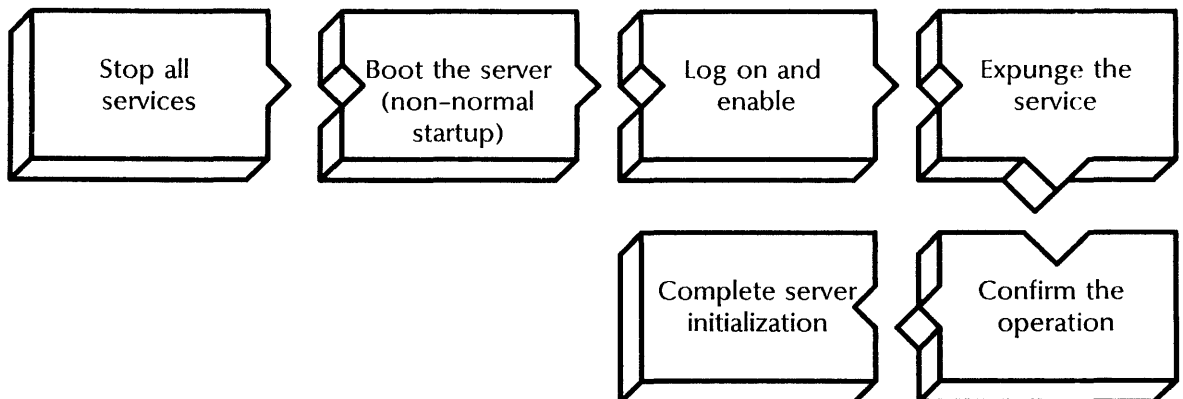 Stop all
services
Boot the server
(non-normal
startup)
Log on and
enable
Expunge the
service
Confirm the
operation
Complete server
initialization